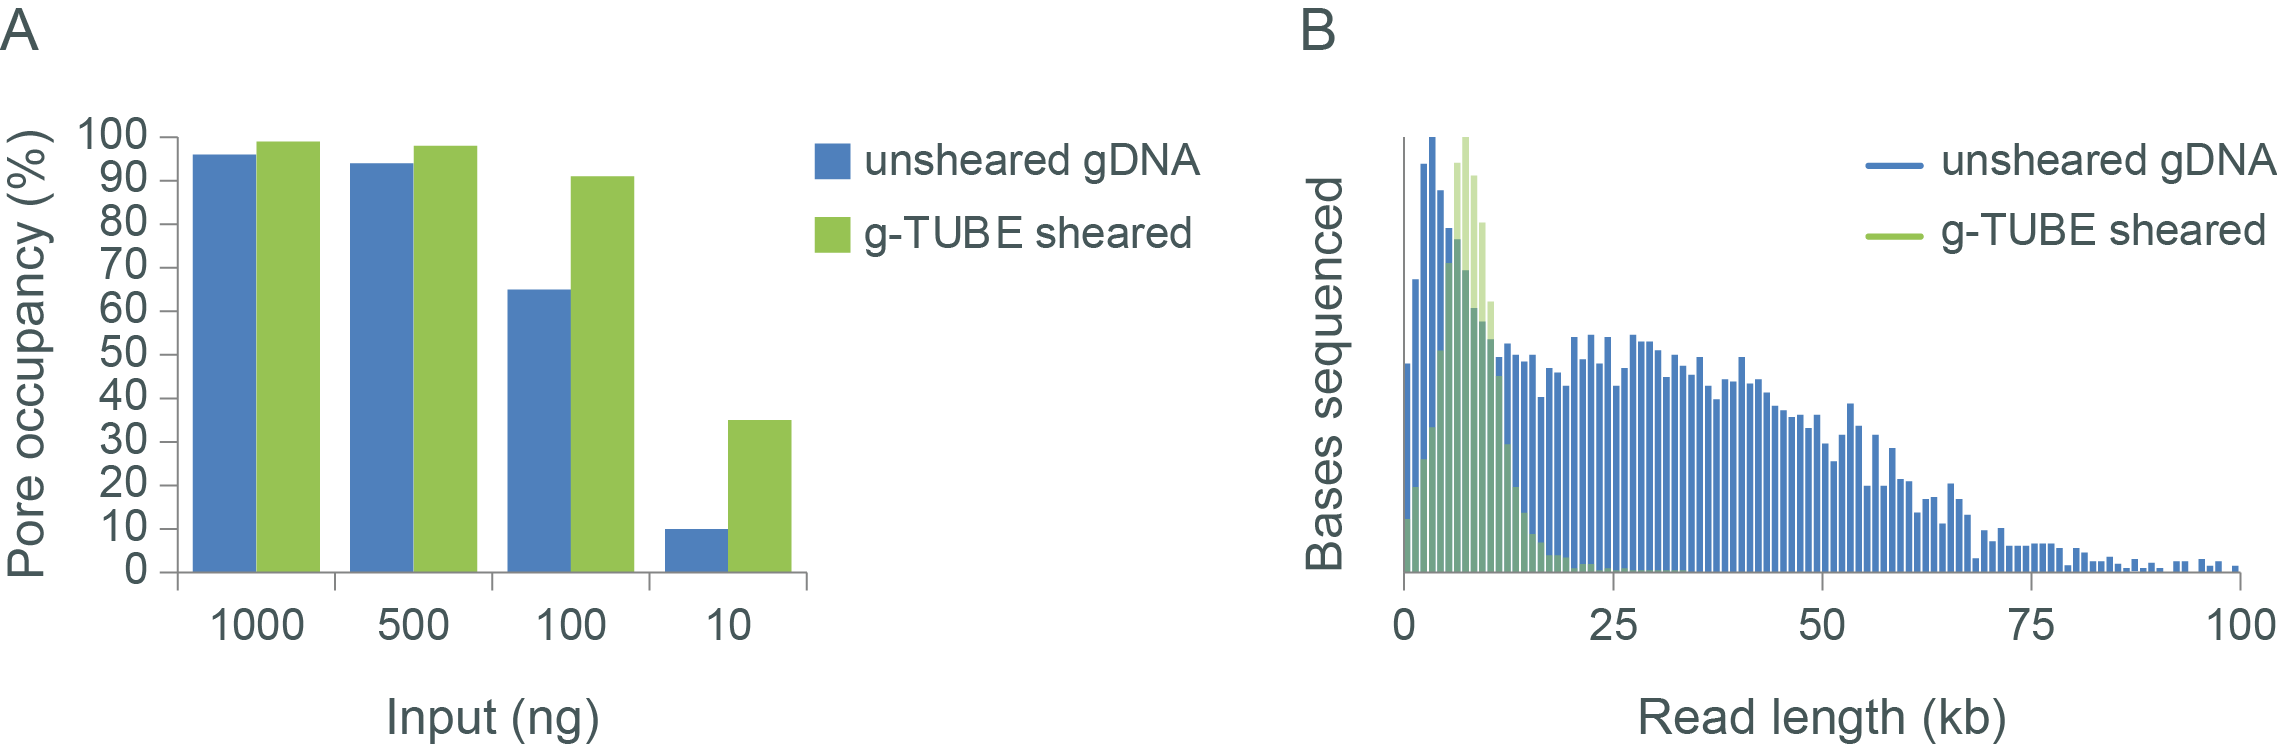 A
Pore occupancy (%)
100
90
80
70
60
50
40
30
20
10
0
1000 500 100 10
Input (ng)
unsheared gDNA
g-TUBE sheared
B
Bases sequenced
unsheared gDNA
g-TUBE sheared
0 25 50 75 100
Read length (kb)